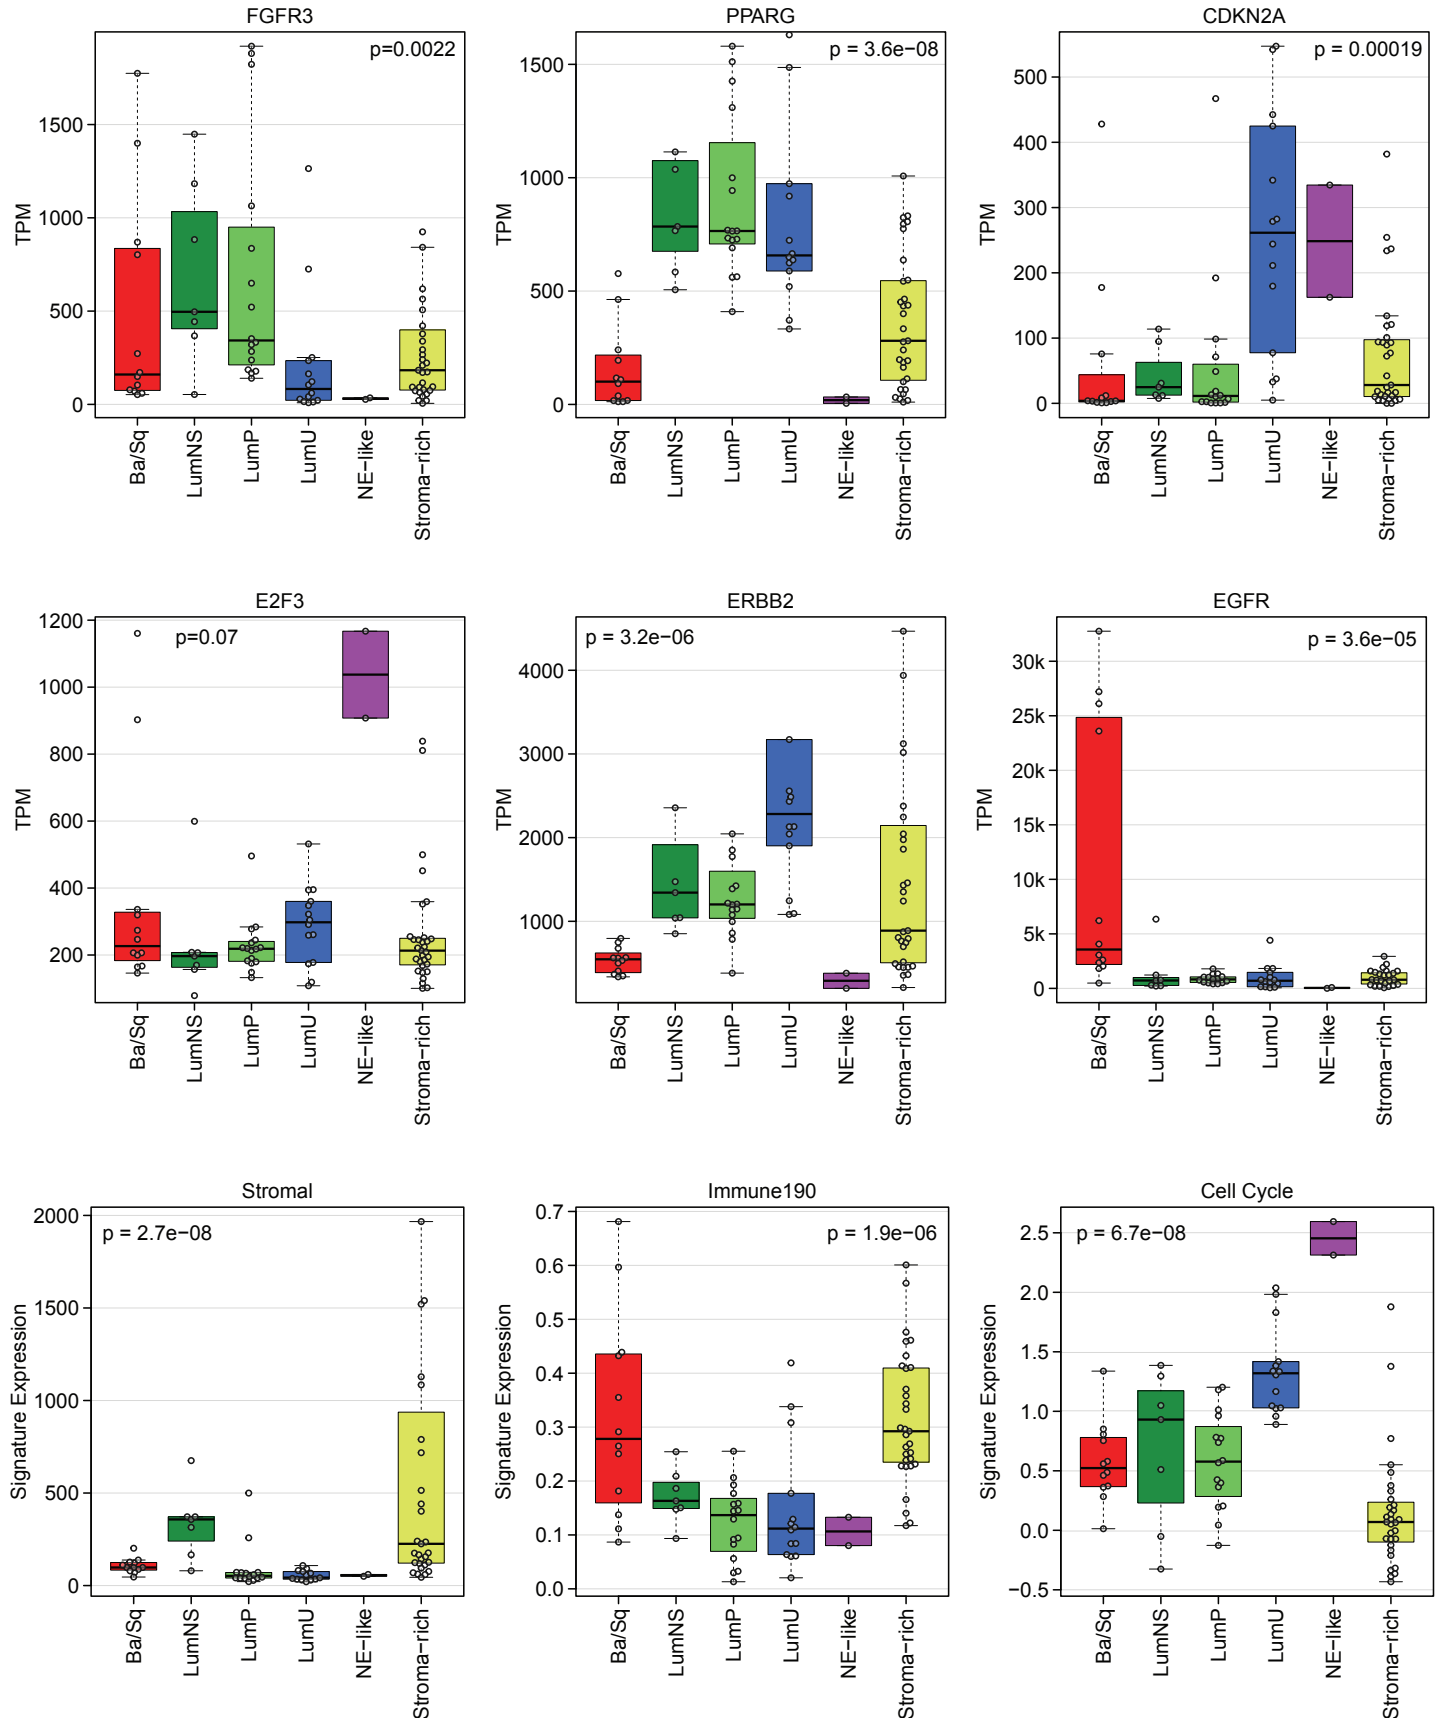 FGFR3
p=0.0022
TPM
1500
1000
500
0
Ba/Sq
LumNS
LumP
LumU
NE−like
Stroma−rich
PPARG
p = 3.6e−08
TPM
1500
1000
500
0
Ba/Sq
LumNS
LumP
LumU
NE−like
Stroma−rich
CDKN2A
p = 0.00019
TPM
500
400
300
200
100
0
Ba/Sq
LumNS
LumP
LumU
NE−like
Stroma−rich
E2F3
p=0.07
TPM
1200
1000
800
600
400
200
Ba/Sq
LumNS
LumP
LumU
NE−like
Stroma−rich
ERBB2
p = 3.2e−06
TPM
4000
3000
2000
1000
Ba/Sq
LumNS
LumP
LumU
NE−like
Stroma−rich
EGFR
p = 3.6e−05
TPM
30k
25k
20k
15k
10k
5k
0
Ba/Sq
LumNS
LumP
LumU
NE−like
Stroma−rich
Stromal
p = 2.7e−08
Signature Expression
2000
1500
1000
500
0
Ba/Sq
LumNS
LumP
LumU
NE−like
Stroma−rich
Immune190
p = 1.9e−06
Signature Expression
0.7
0.6
0.5
0.4
0.3
0.2
0.1
0.0
Ba/Sq
LumNS
LumP
LumU
NE−like
Stroma−rich
Cell Cycle
p = 6.7e−08
Signature Expression
2.5
2.0
1.5
1.0
0.5
0.0
−0.5
Ba/Sq
LumNS
LumP
LumU
NE−like
Stroma−rich